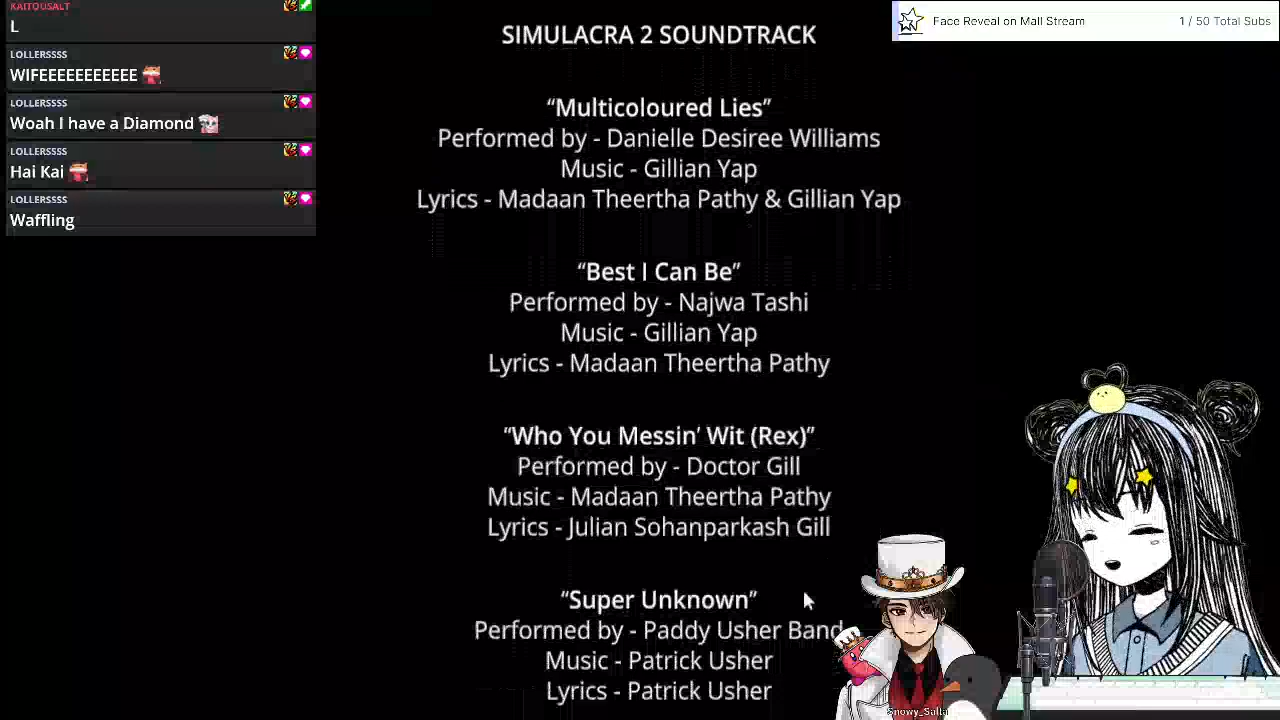 KAITOUSALT
L
LOLLERSSSS
WIFEEEEEEEEEEE
LOLLERSSSS
Woah I have a Diamond
LOLLERSSSS
Hai Kai
LOLLERSSSS
Waffling
Face Reveal on Mall Stream 1 / 50 Total Subs
SIMULACRA 2 SOUNDTRACK
“Multicoloured Lies”
Performed by - Danielle Desiree Williams
Music - Gillian Yap
Lyrics - Madaan Theertha Pathy & Gillian Yap
“Best I Can Be”
Performed by - Najwa Tashi
Music - Gillian Yap
Lyrics - Madaan Theertha Pathy
“Who You Messin’ Wit (Rex)”
Performed by - Doctor Gill
Music - Madaan Theertha Pathy
Lyrics - Julian Sohanparkash Gill
“Super Unknown”
Performed by - Paddy Usher Band
Music - Patrick Usher
Lyrics - Patrick Usher